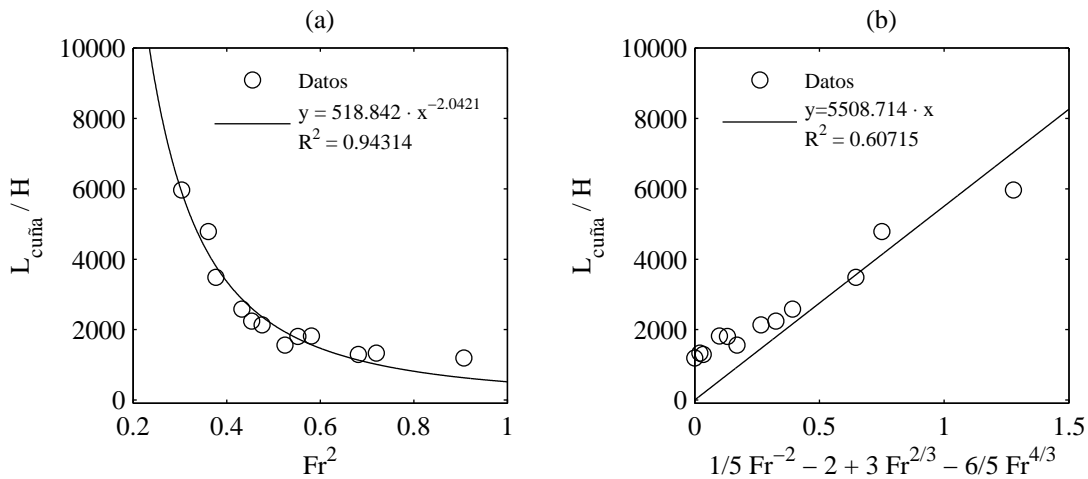 (a)
10000
8000
6000
4000
2000
0
L_cuña / H
Datos
y = 518.842 · x^−2.0421
R^2 = 0.94314
0.2 0.4 0.6 0.8 1
Fr^2
(b)
10000
8000
6000
4000
2000
0
L_cuña / H
Datos
y=5508.714 · x
R^2 = 0.60715
0 0.5 1 1.5
1/5 Fr^−2 − 2 + 3 Fr^2/3 − 6/5 Fr^4/3